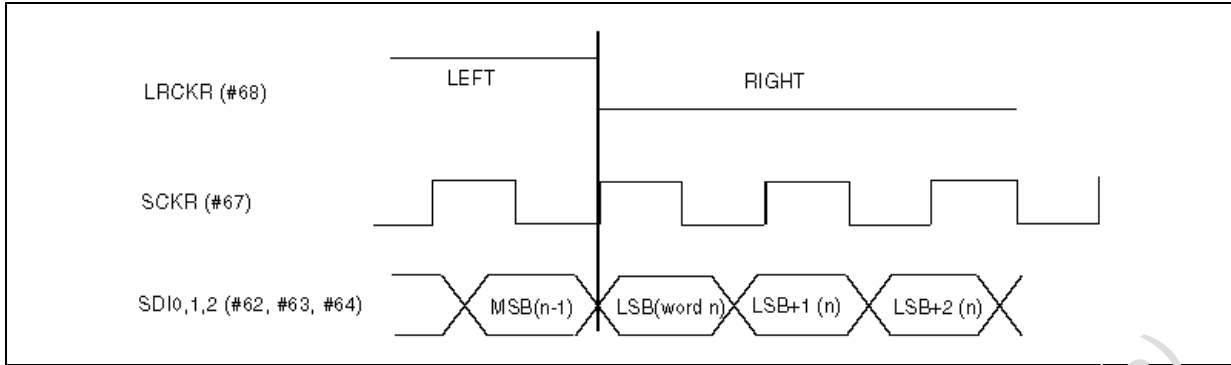 LRCKR (#68)
LEFT
RIGHT
SCKR (#67)
SDI0,1,2 (#62, #63, #64)
MSB(n-1)
LSB(word n)
LSB+1 (n)
LSB+2 (n)